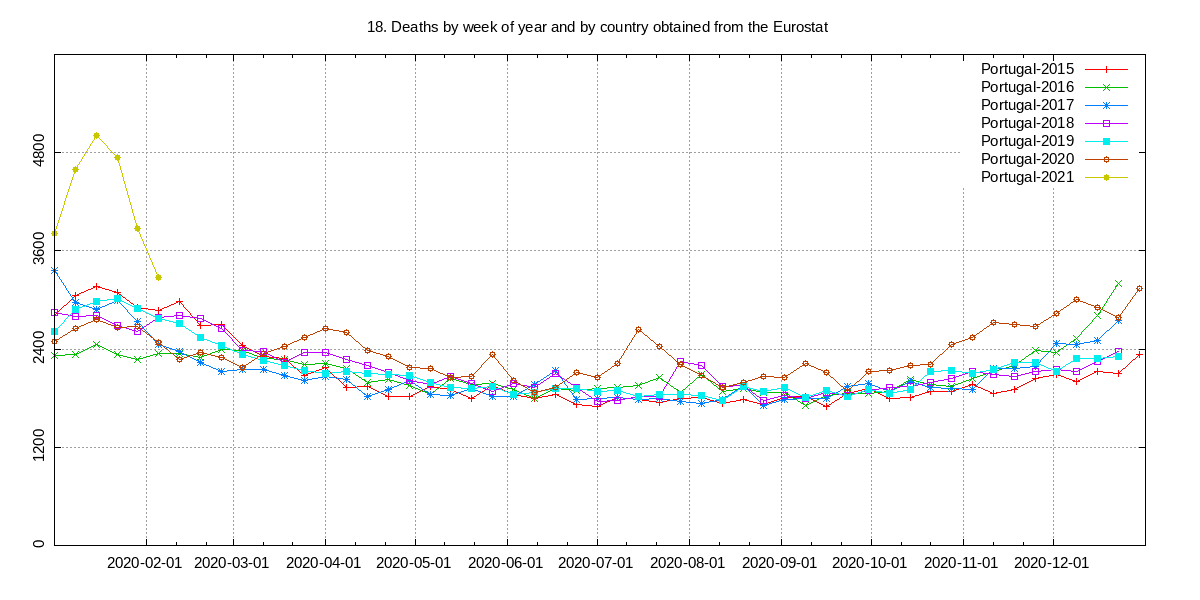 18. Deaths by week of year and by country obtained from the Eurostat
Portugal-2015
Portugal-2016
Portugal-2017
Portugal-2018
Portugal-2019
Portugal-2020
Portugal-2021
4800
3600
2400
1200
0
2020-02-01 2020-03-01 2020-04-01 2020-05-01 2020-06-01 2020-07-01 2020-08-01 2020-09-01 2020-10-01 2020-11-01 2020-12-01